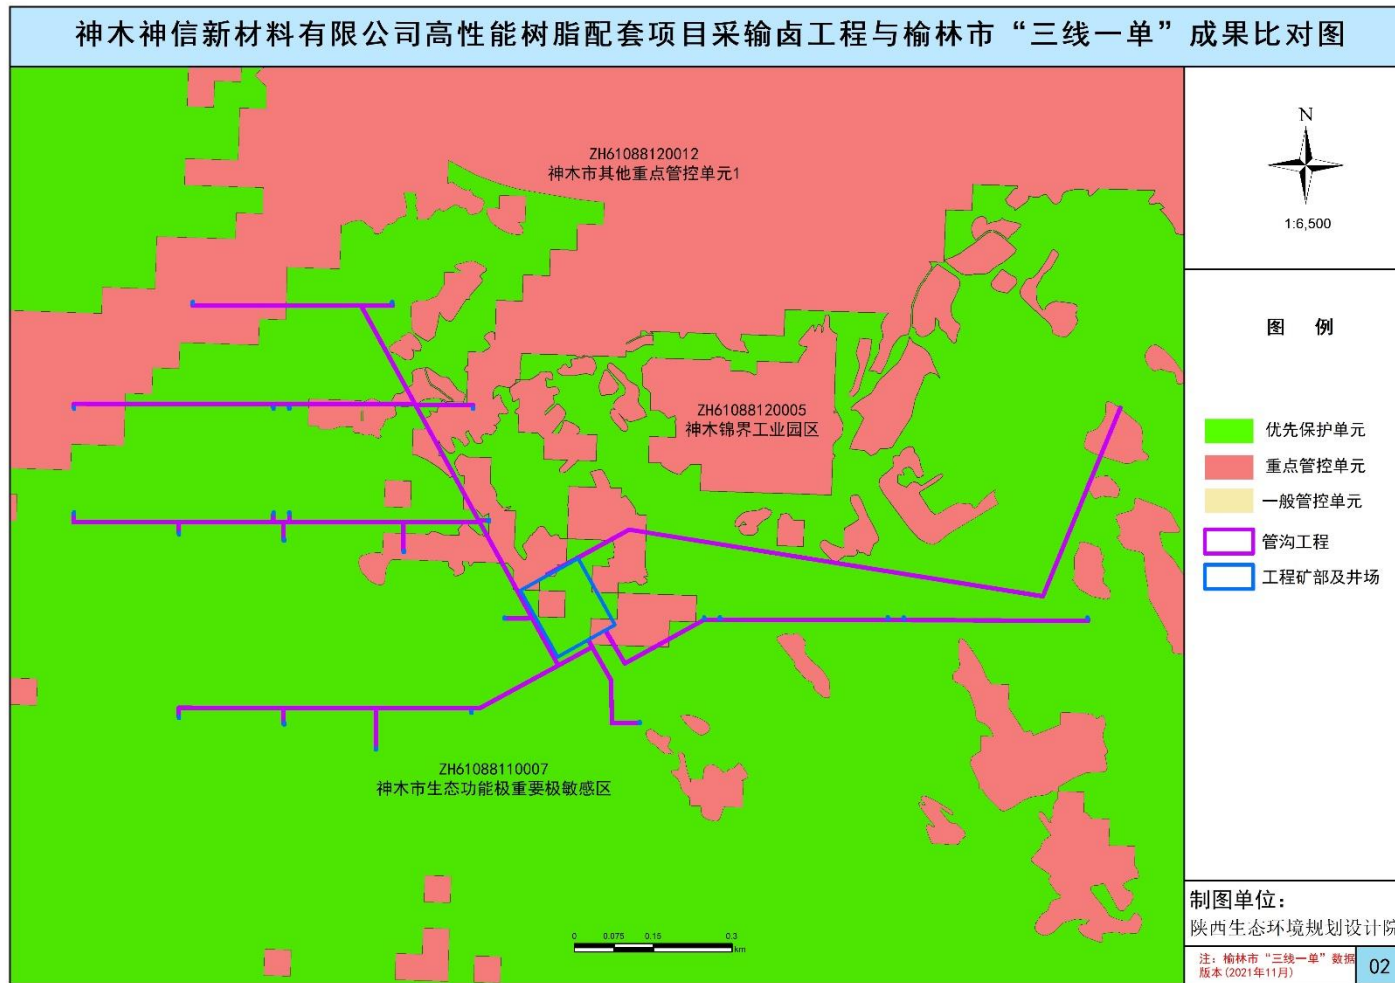 神木神信新材料有限公司高性能树脂配套项目采输卤工程与榆林市“三线一单”成果比对图
N
1:6,500
ZH61088120012
神木市其他重点管控单元1
图 例
ZH61088120005
神木锦界工业园区
优先保护单元
重点管控单元
一般管控单元
管沟工程
工程矿部及井场
ZH61088110007
神木市生态功能极重要极敏感区
0 0.075 0.15 0.3
km
制图单位：
陕西生态环境规划设计院
注：榆林市“三线一单”数据
版本(2021年11月)
02